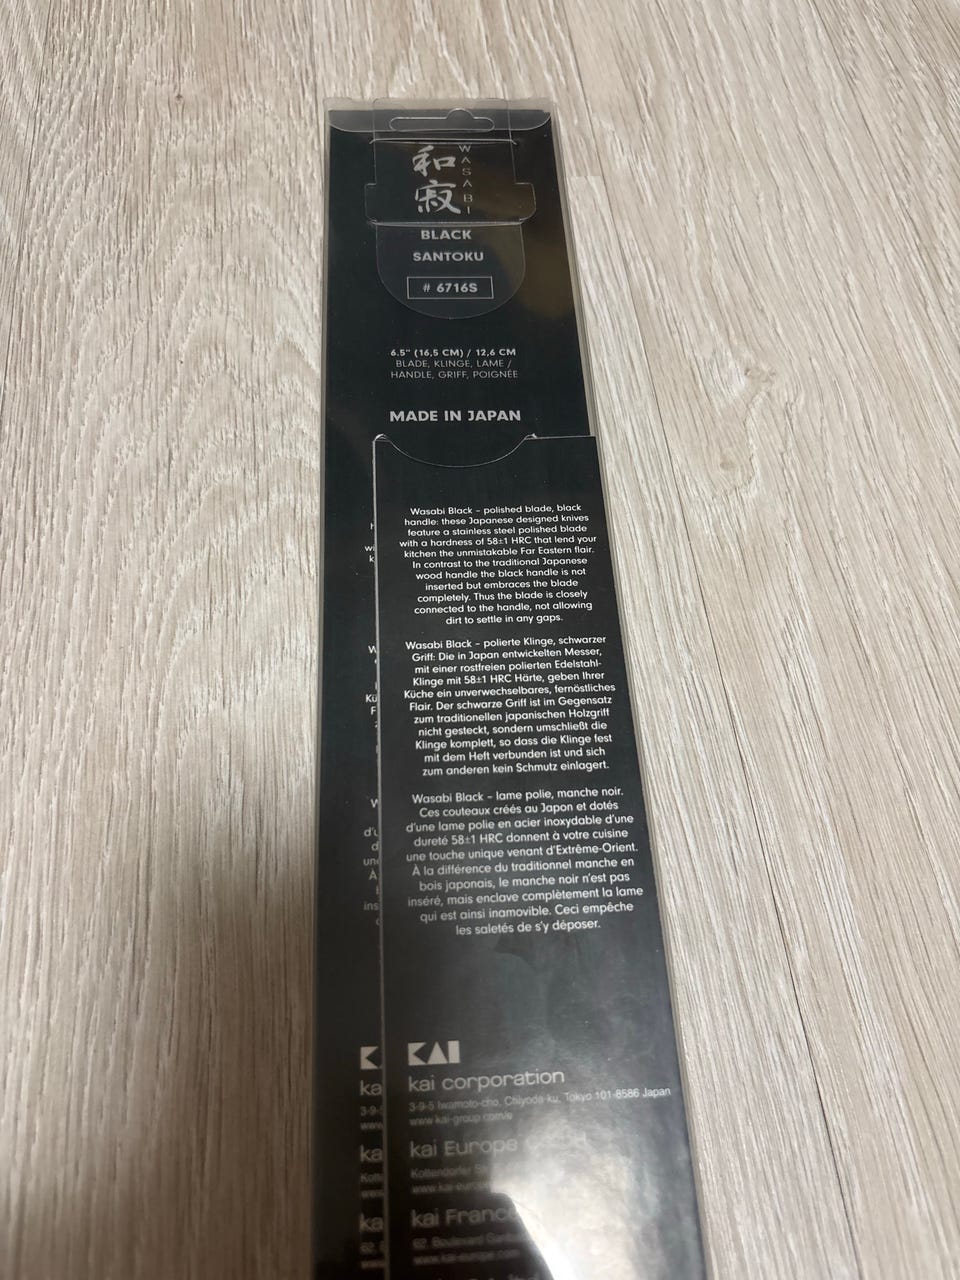 和寂
WASABI
BLACK
SANTOKU
# 6716S
6.5" (16,5 CM) / 12,6 CM
BLADE, KLINGE, LAME /
HANDLE, GRIFF, POIGNÉE
MADE IN JAPAN
Wasabi Black – polished blade, black
handle: these Japanese designed knives
feature a stainless steel polished blade
with a hardness of 58±1 HRC that lend your
kitchen the unmistakable Far Eastern flair.
In contrast to the traditional Japanese
wood handle the black handle is not
inserted but embraces the blade
completely. Thus the blade is closely
connected to the handle, not allowing
dirt to settle in any gaps.
Wasabi Black – polierte Klinge, schwarzer
Griff: Die in Japan entwickelten Messer,
mit einer rostfreien polierten Edelstahl-
Klinge mit 58±1 HRC Härte, geben Ihrer
Küche ein unverwechselbares, fernöstliches
Flair. Der schwarze Griff ist im Gegensatz
zum traditionellen japanischen Holzgriff
nicht gesteckt, sondern umschließt die
Klinge komplett, so dass die Klinge fest
mit dem Heft verbunden ist und sich
zum anderen kein Schmutz einlagert.
Wasabi Black – lame polie, manche noir.
Ces couteaux créés au Japon et dotés
d'une lame polie en acier inoxydable d'une
dureté 58±1 HRC donnent à votre cuisine
une touche unique venant d'Extrême-Orient.
À la différence du traditionnel manche en
bois japonais, le manche noir n'est pas
inséré, mais enclave complètement la lame
qui est ainsi inamovible. Ceci empêche
les saletés de s'y déposer.
KAI
kai corporation
3-9-5 Iwamoto-cho, Chiyoda-ku, Tokyo 101-8586 Japan
www.kai-group.com/e
kai Europe
Kottendorfer
www.kai-europe
kai France
62, Boulevard
www.kai-europe.com